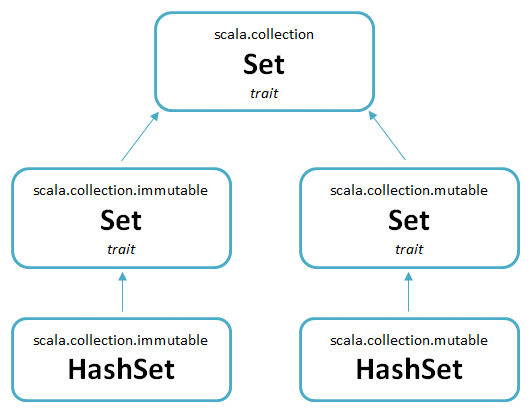 scala.collection
Set
trait
scala.collection.immutable
Set
trait
scala.collection.mutable
Set
trait
scala.collection.immutable
HashSet
scala.collection.mutable
HashSet